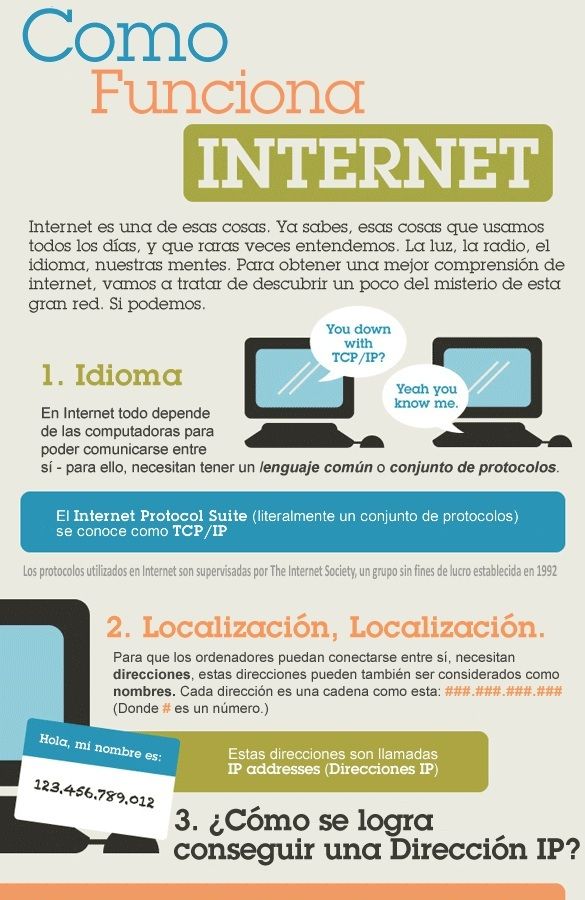 Como
Funciona
INTERNET
Internet es una de esas cosas. Ya sabes, esas cosas que usamos
todos los días, y que raras veces entendemos. La luz, la radio, el
idioma, nuestras mentes. Para obtener una mejor comprensión de
internet, vamos a tratar de descubrir un poco del misterio de esta
gran red. Si podemos.
You down
with
TCP/IP?
Yeah you
know me.
1. Idioma
En Internet todo depende
de las computadoras para
poder comunicarse entre
sí - para ello, necesitan tener un lenguaje común o conjunto de protocolos.
El Internet Protocol Suite (literalmente un conjunto de protocolos)
se conoce como TCP/IP
Los protocolos utilizados en Internet son supervisadas por The Internet Society, un grupo sin fines de lucro establecida en 1992
2. Localización, Localización.
Para que los ordenadores puedan conectarse entre sí, necesitan
direcciones, estas direcciones pueden también ser considerados como
nombres. Cada dirección es una cadena como esta: ###.###.###.###
(Donde # es un número.)
Hola, mi nombre es:
123.456.789.012
Estas direcciones son llamadas
IP addresses (Direcciones IP)
3. ¿Cómo se logra
conseguir una Dirección IP?